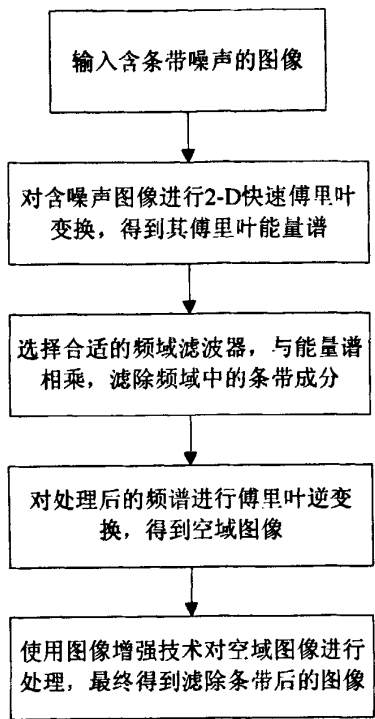 输入含条带噪声的图像
对含噪声图像进行2-D快速傅里叶
变换，得到其傅里叶能量谱
选择合适的频域滤波器，与能量谱
相乘，滤除频域中的条带成分
对处理后的频谱进行傅里叶逆变
换，得到空域图像
使用图像增强技术对空域图像进行
处理，最终得到滤除条带后的图像